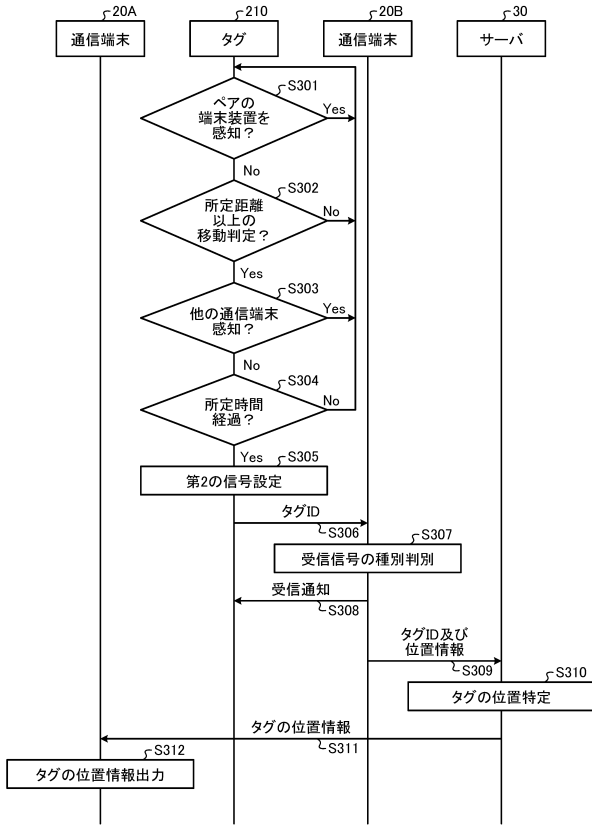 20A
210
20B
30
通信端末
タグ
通信端末
サーバ
S301
ペアの
端末装置を
感知？
Yes
No
S302
所定距離
以上の
移動判定？
No
Yes
S303
他の通信端末
感知？
Yes
No
S304
所定時間
経過？
No
Yes
S305
第2の信号設定
タグID
S306
S307
受信信号の種別判別
受信通知
S308
タグID及び
位置情報
S309
S310
タグの位置特定
タグの位置情報
S311
S312
タグの位置情報出力